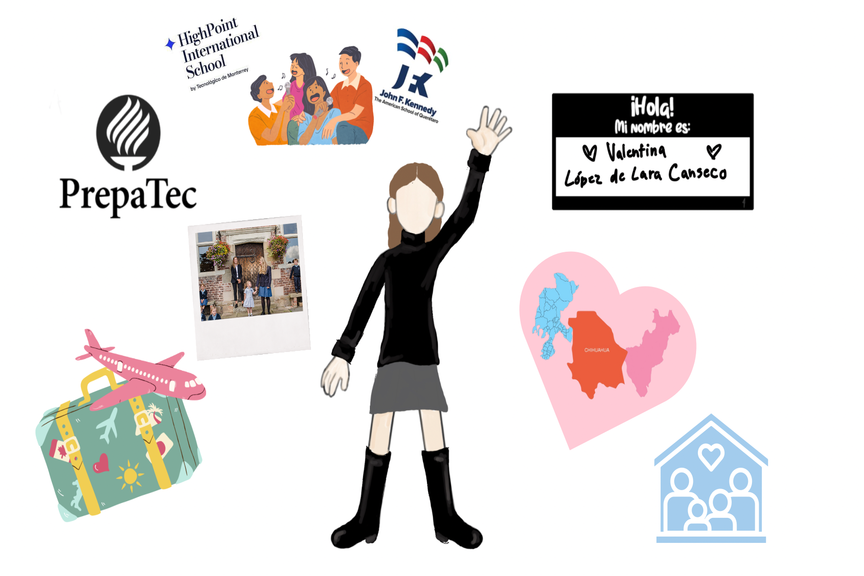 HighPoint
International
School
by Tecnológico de Monterrey
JFK
John F. Kennedy
The American School of Querétaro
¡Hola!
Mi nombre es:
Valentina
López de Lara Canseco
PrepaTec
CHIHUAHUA